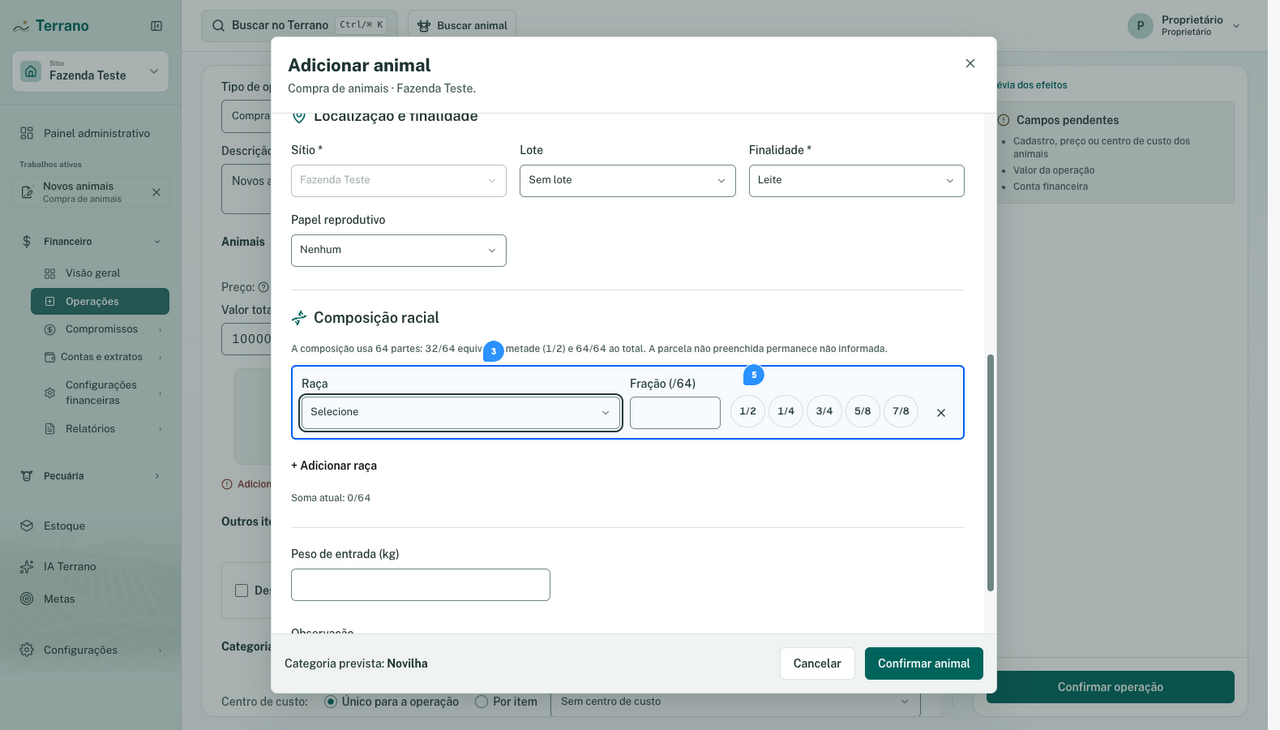 Terrano
Buscar no Terrano
Ctrl/⌘ K
Buscar animal
P
Proprietário
Proprietário
Sítio
Fazenda Teste
Painel administrativo
Trabalhos ativos
Novos animais
Compra de animais
Financeiro
Visão geral
Operações
Compromissos
Contas e extratos
Configurações
financeiras
Relatórios
Pecuária
Estoque
IA Terrano
Metas
Configurações
Tipo de op
Compra
Descrição
Novos a
Animais
Preço:
Valor tota
10000
Adicion
Outros ite
Des
Categoria
Centro de custo:
Único para a operação
Por item
Sem centro de custo
Adicionar animal
Compra de animais · Fazenda Teste.
Localização e finalidade
Sítio *
Lote
Finalidade *
Fazenda Teste
Sem lote
Leite
Papel reprodutivo
Nenhum
Composição racial
A composição usa 64 partes: 32/64 equiv metade (1/2) e 64/64 ao total. A parcela não preenchida permanece não informada.
3
5
Raça
Fração (/64)
Selecione
1/2
1/4
3/4
5/8
7/8
+ Adicionar raça
Soma atual: 0/64
Peso de entrada (kg)
Observação
Categoria prevista: Novilha
Cancelar
Confirmar animal
évia dos efeitos
Campos pendentes
Cadastro, preço ou centro de custo dos
animais
Valor da operação
Conta financeira
Confirmar operação